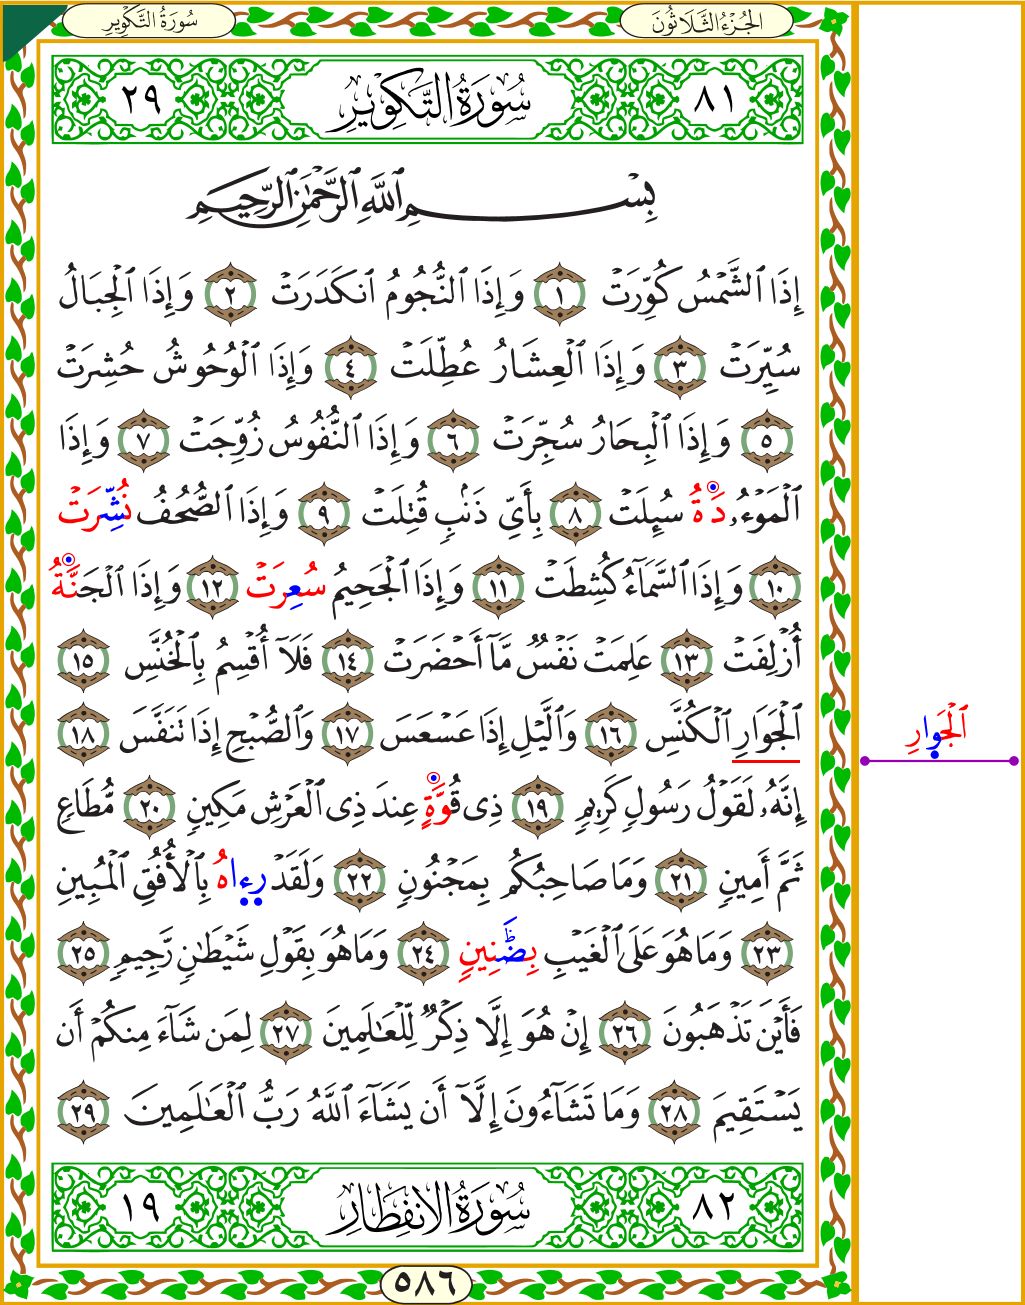 الجُزْءُ الثَّلَاثُونَ
سُورَةُ التَّكْوِيرِ
٨١ سُورَةُ التَّكْوِيرِ ٢٩
بِسْمِ ٱللَّهِ ٱلرَّحْمَٰنِ ٱلرَّحِيمِ
إِذَا ٱلشَّمْسُ كُوِّرَتْ ١ وَإِذَا ٱلنُّجُومُ ٱنكَدَرَتْ ٢ وَإِذَا ٱلْجِبَالُ
سُيِّرَتْ ٣ وَإِذَا ٱلْعِشَارُ عُطِّلَتْ ٤ وَإِذَا ٱلْوُحُوشُ حُشِرَتْ
٥ وَإِذَا ٱلْبِحَارُ سُجِّرَتْ ٦ وَإِذَا ٱلنُّفُوسُ زُوِّجَتْ ٧ وَإِذَا
ٱلْمَوْءُۥدَةُ سُئِلَتْ ٨ بِأَيِّ ذَنۢبٍ قُتِلَتْ ٩ وَإِذَا ٱلصُّحُفُ نُشِّرَتْ
١٠ وَإِذَا ٱلسَّمَآءُ كُشِطَتْ ١١ وَإِذَا ٱلْجَحِيمُ سُعِرَتْ ١٢ وَإِذَا ٱلْجَنَّةُ
أُزْلِفَتْ ١٣ عَلِمَتْ نَفْسٌ مَّآ أَحْضَرَتْ ١٤ فَلَآ أُقْسِمُ بِٱلْخُنَّسِ ١٥
ٱلْجَوَارِ ٱلْكُنَّسِ ١٦ وَٱلَّيْلِ إِذَا عَسْعَسَ ١٧ وَٱلصُّبْحِ إِذَا تَنَفَّسَ ١٨
ٱلْجَوِارِ
إِنَّهُۥ لَقَوْلُ رَسُولٍ كَرِيمٍ ١٩ ذِى قُوَّةٍ عِندَ ذِى ٱلْعَرْشِ مَكِينٍ ٢٠ مُّطَاعٍ
ثَمَّ أَمِينٍ ٢١ وَمَا صَاحِبُكُم بِمَجْنُونٍ ٢٢ وَلَقَدْ رِءِاهُ بِٱلْأُفُقِ ٱلْمُبِينِ
٢٣ وَمَا هُوَ عَلَى ٱلْغَيْبِ بِضَنِينٍ ٢٤ وَمَا هُوَ بِقَوْلِ شَيْطَٰنٍ رَّجِيمٍ ٢٥
فَأَيْنَ تَذْهَبُونَ ٢٦ إِنْ هُوَ إِلَّا ذِكْرٌ لِّلْعَٰلَمِينَ ٢٧ لِمَن شَآءَ مِنكُمْ أَن
يَسْتَقِيمَ ٢٨ وَمَا تَشَآءُونَ إِلَّآ أَن يَشَآءَ ٱللَّهُ رَبُّ ٱلْعَٰلَمِينَ ٢٩
٨٢ سُورَةُ الانفِطَارِ ١٩
٥٨٦